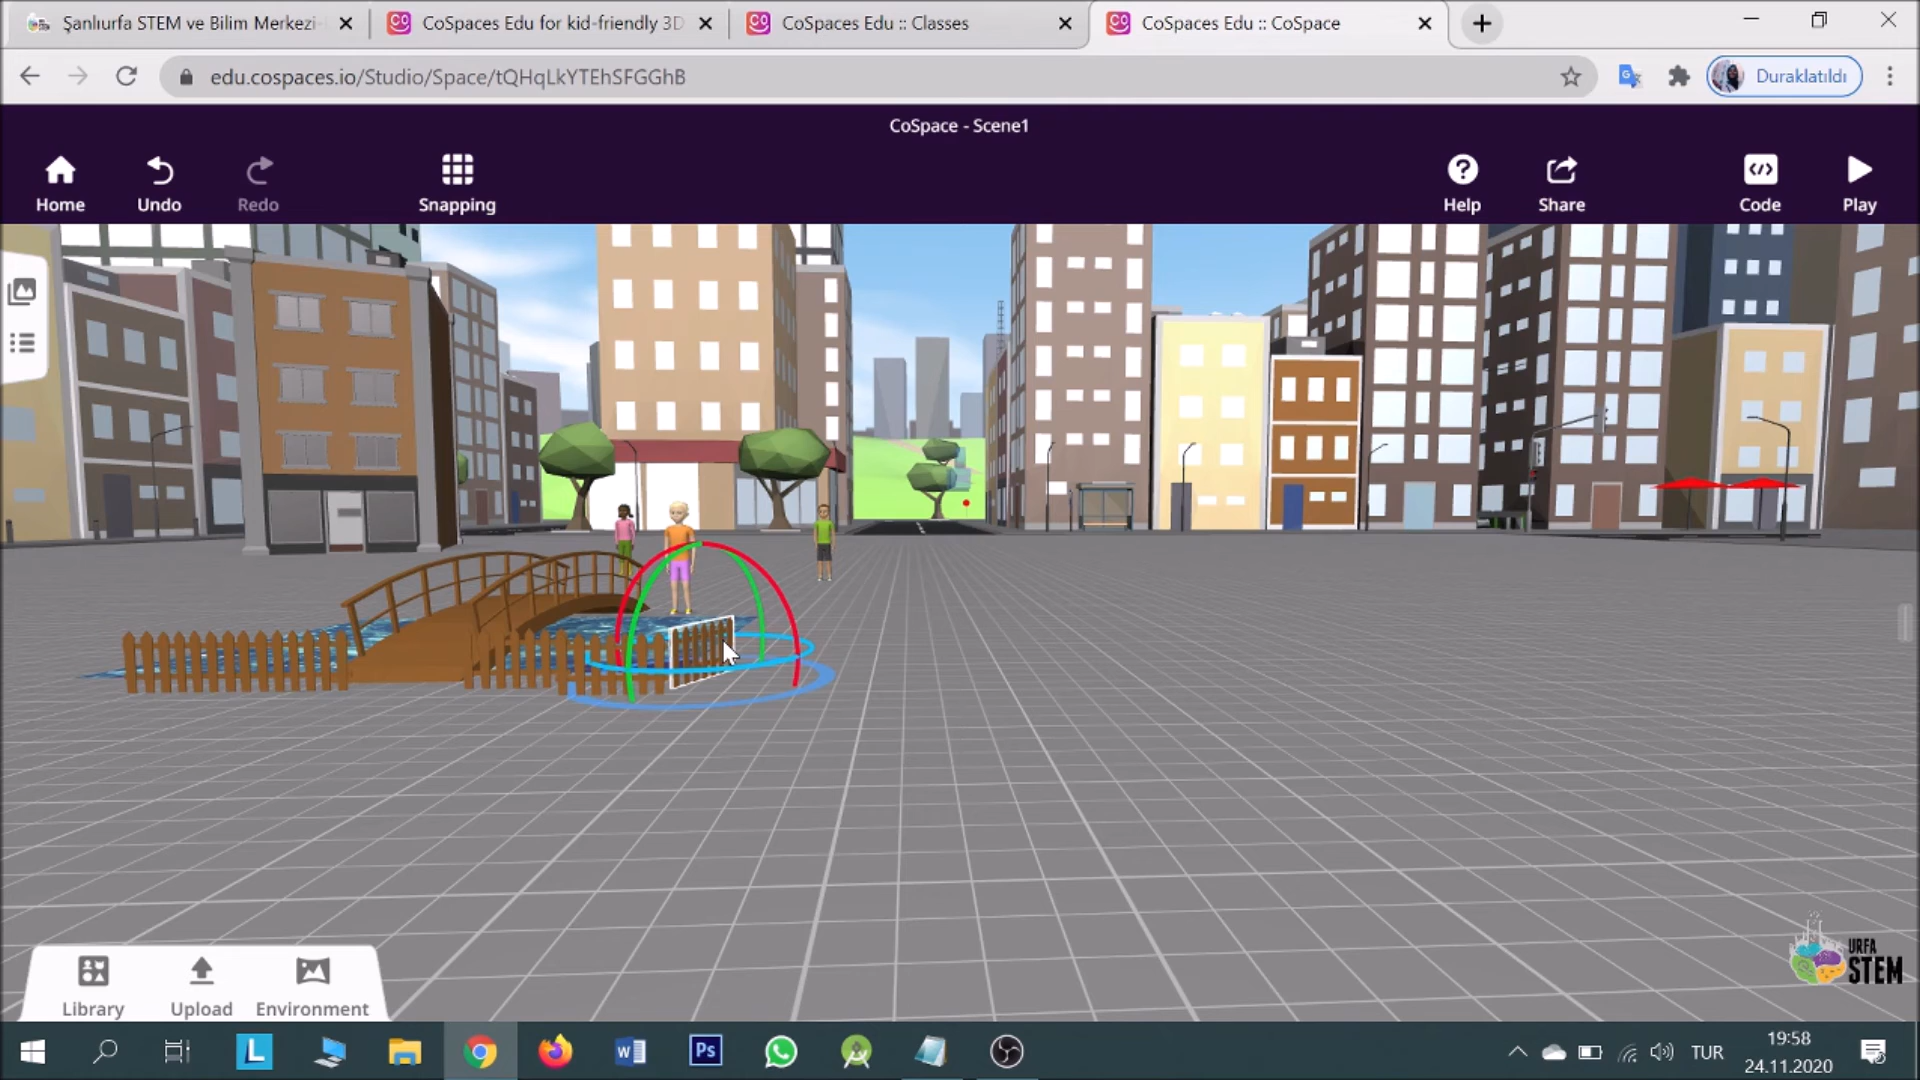 Şanlıurfa STEM ve Bilim Merkezi-
CoSpaces Edu for kid-friendly 3D
CoSpaces Edu :: Classes
CoSpaces Edu :: CoSpace
edu.cospaces.io/Studio/Space/tQHqLkYTEhSFGGhB
Duraklatıldı
CoSpace - Scene1
Home
Undo
Redo
Snapping
Help
Share
Code
Play
URFA
STEM
Library
Upload
Environment
L
W
Ps
TUR
19:58
24.11.2020